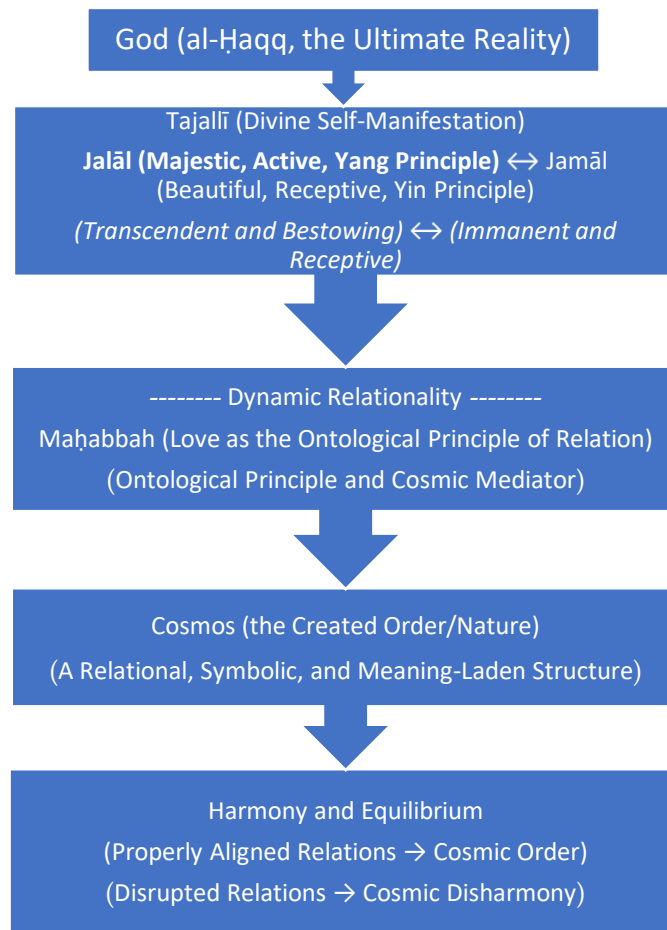 God (al-Ḥaqq, the Ultimate Reality)
Tajallī (Divine Self-Manifestation)
Jalāl (Majestic, Active, Yang Principle) ↔ Jamāl
(Beautiful, Receptive, Yin Principle)
(Transcendent and Bestowing) ↔ (Immanent and
Receptive)
-------- Dynamic Relationality --------
Maḥabbah (Love as the Ontological Principle of Relation)
(Ontological Principle and Cosmic Mediator)
Cosmos (the Created Order/Nature)
(A Relational, Symbolic, and Meaning-Laden Structure)
Harmony and Equilibrium
(Properly Aligned Relations → Cosmic Order)
(Disrupted Relations → Cosmic Disharmony)